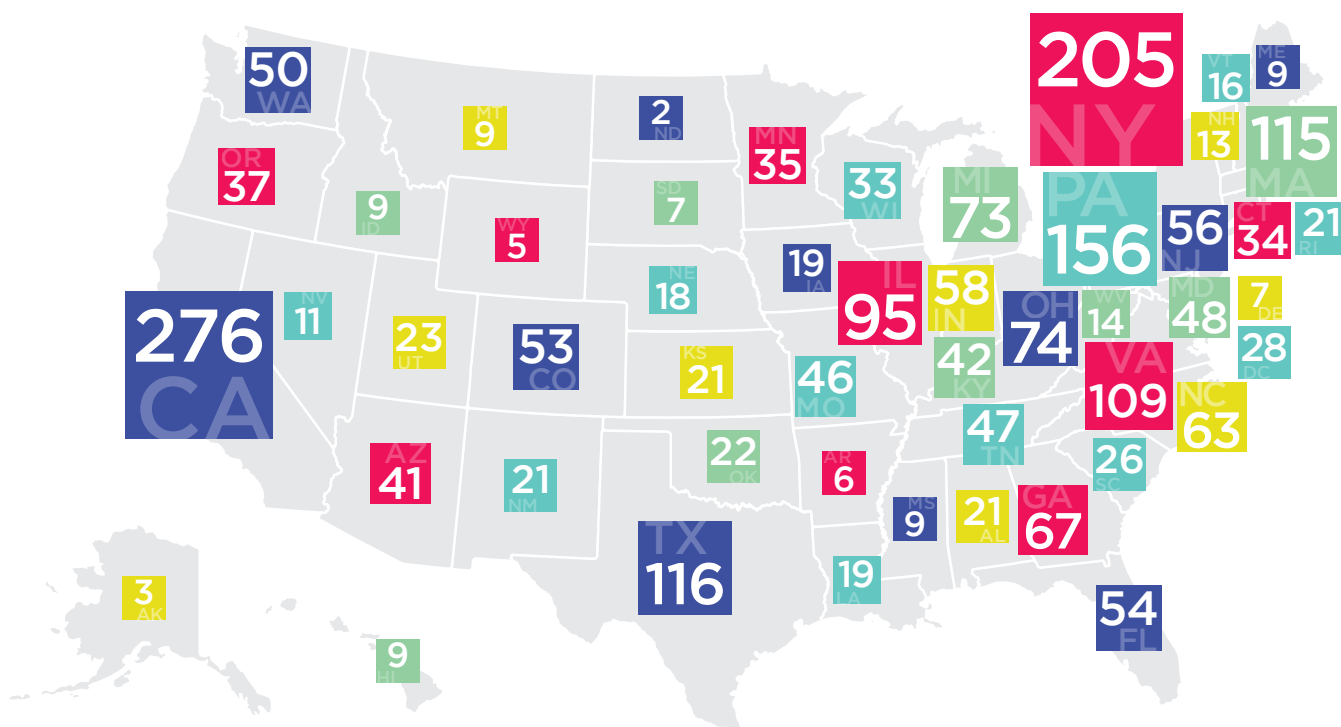 50
WA
OR
37
9
ID
MT
9
WY
5
2
ND
SD
7
NE
18
KS
21
MN
35
33
WI
19
IA
IL
95
MI
73
58
IN
42
KY
OH
74
205
NY
PA
156
VT
16
ME
9
NH
13
115
MA
56
NJ
CT
34
21
RI
WV
14
MD
48
7
DE
28
DC
VA
109
NC
63
276
CA
NV
11
23
UT
53
CO
46
MO
47
TN
26
SC
AZ
41
21
NM
22
OK
AR
6
MS
9
21
AL
GA
67
TX
116
19
LA
54
FL
3
AK
9
HI